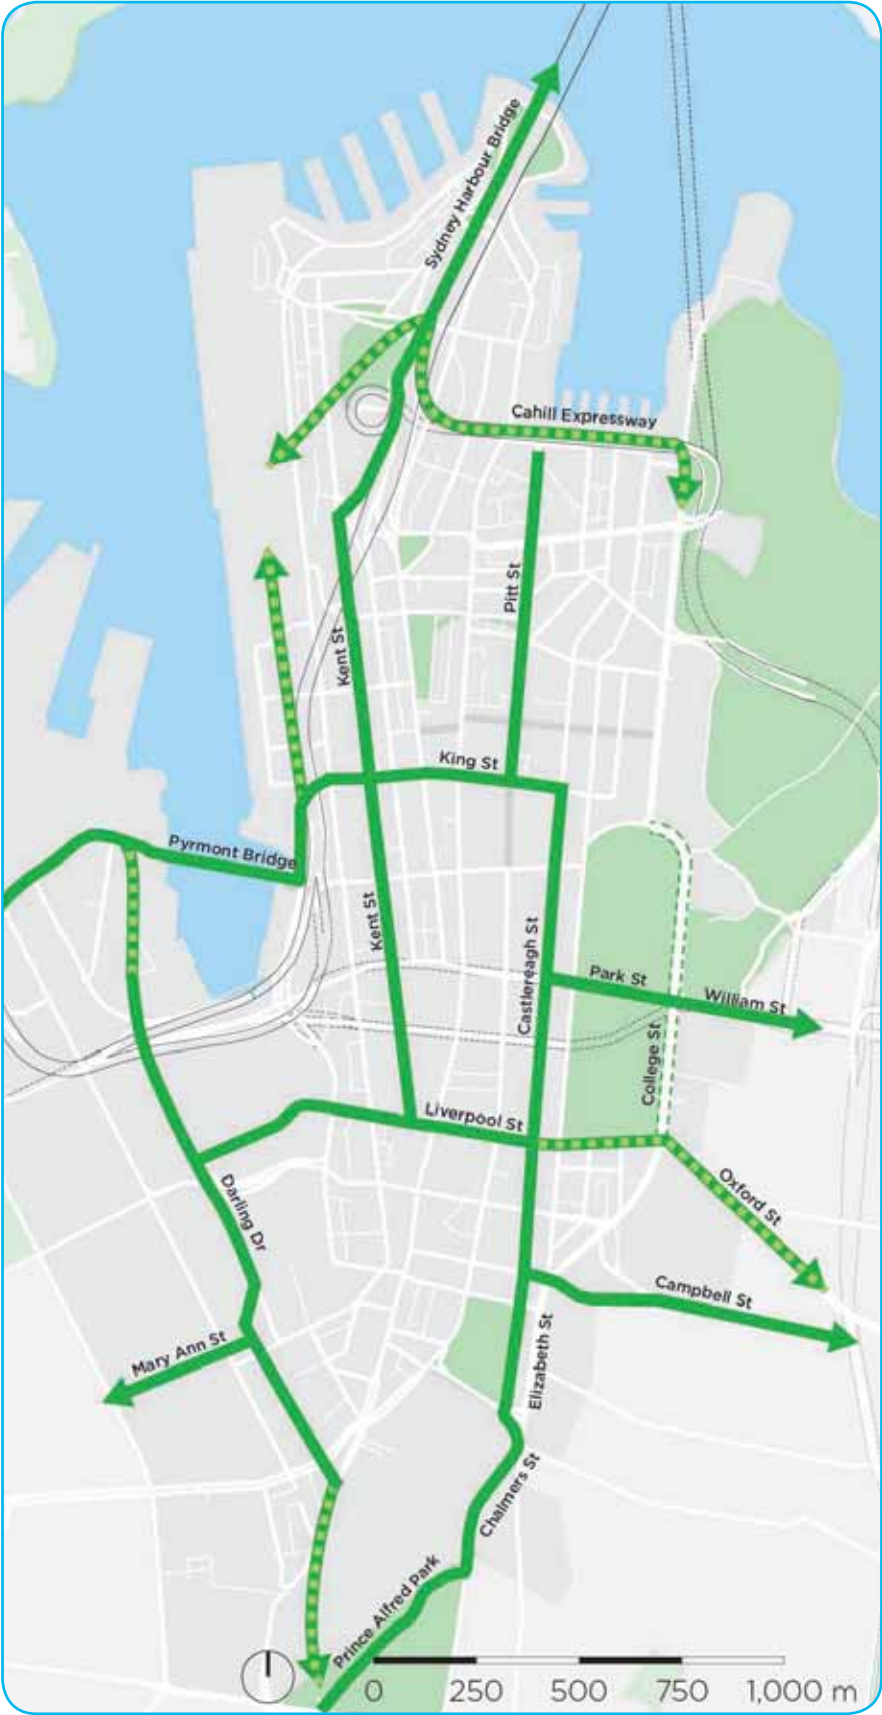 Sydney Harbour Bridge
Cahill Expressway
Pitt St
Kent St
King St
Pyrmont Bridge
Kent St
Castlereagh St
Park St
William St
College St
Liverpool St
Darling Dr
Oxford St
Campbell St
Mary Ann St
Elizabeth St
Chalmers St
Prince Alfred Park
0 250 500 750 1,000 m